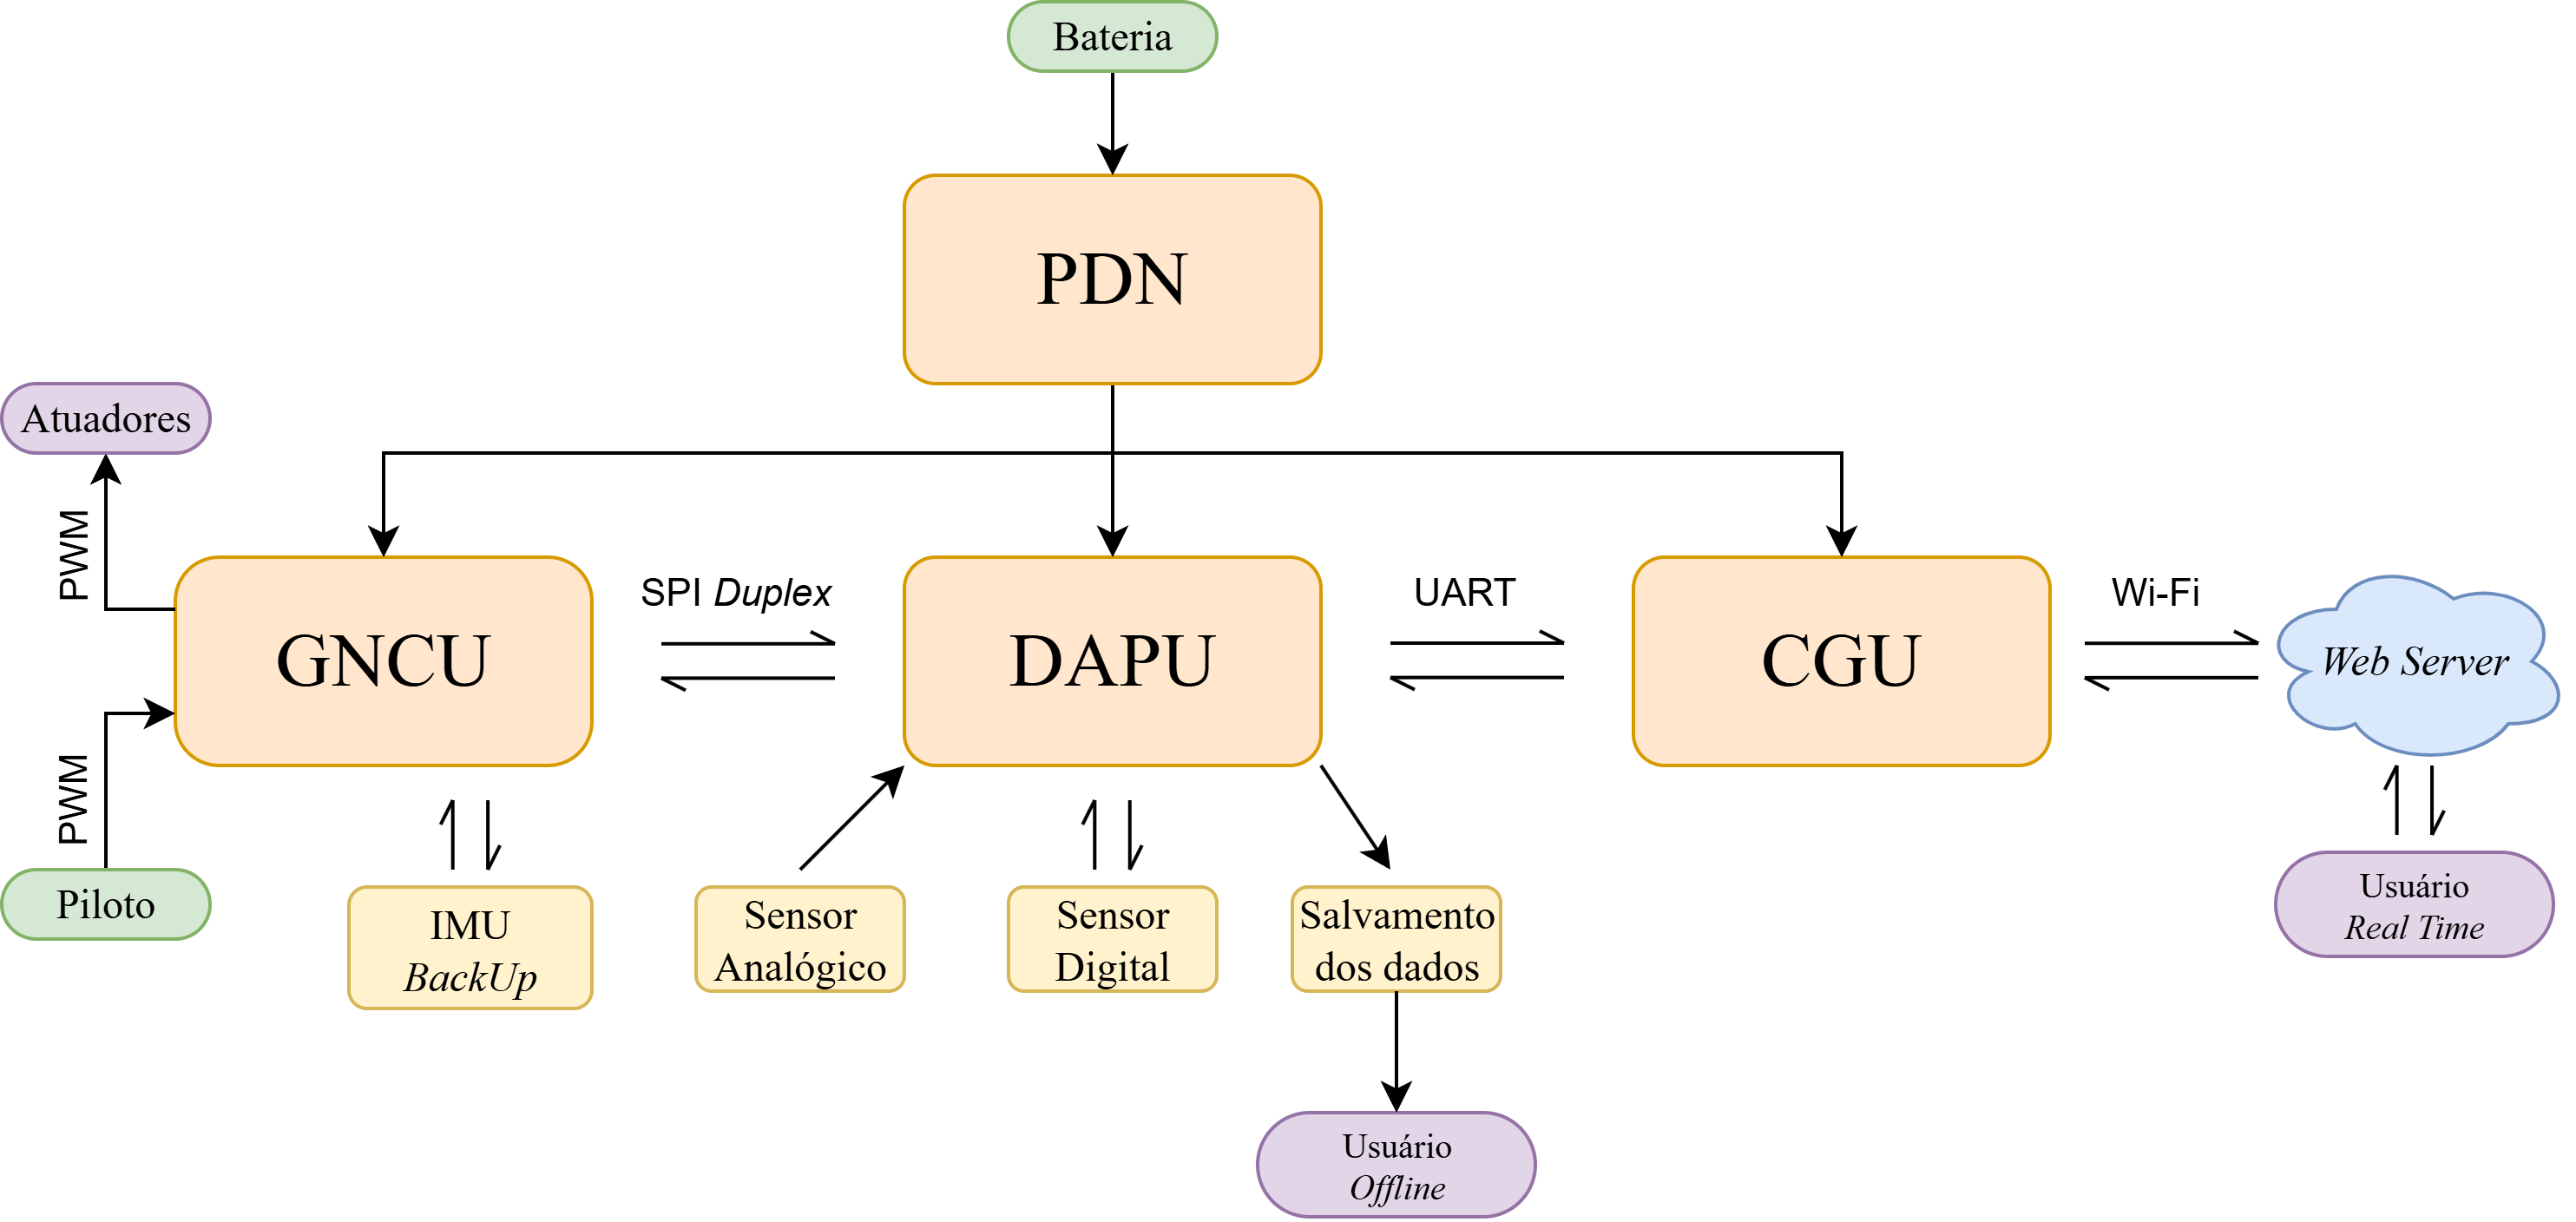 Bateria
PDN
Atuadores
PWM
SPI Duplex
UART
Wi-Fi
GNCU
DAPU
CGU
Web Server
PWM
Piloto
IMU
BackUp
Sensor
Analógico
Sensor
Digital
Salvamento
dos dados
Usuário
Real Time
Usuário
Offline